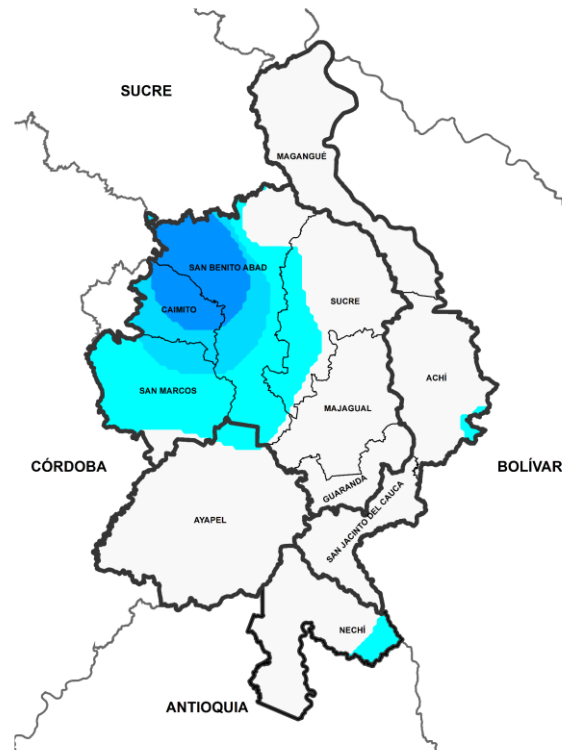 SUCRE
MAGANGUÉ
SAN BENITO ABAD
SUCRE
CAIMITO
ACHÍ
SAN MARCOS
MAJAGUAL
CÓRDOBA
BOLÍVAR
GUARANDA
AYAPEL
SAN JACINTO DEL CAUCA
NECHÍ
ANTIOQUIA